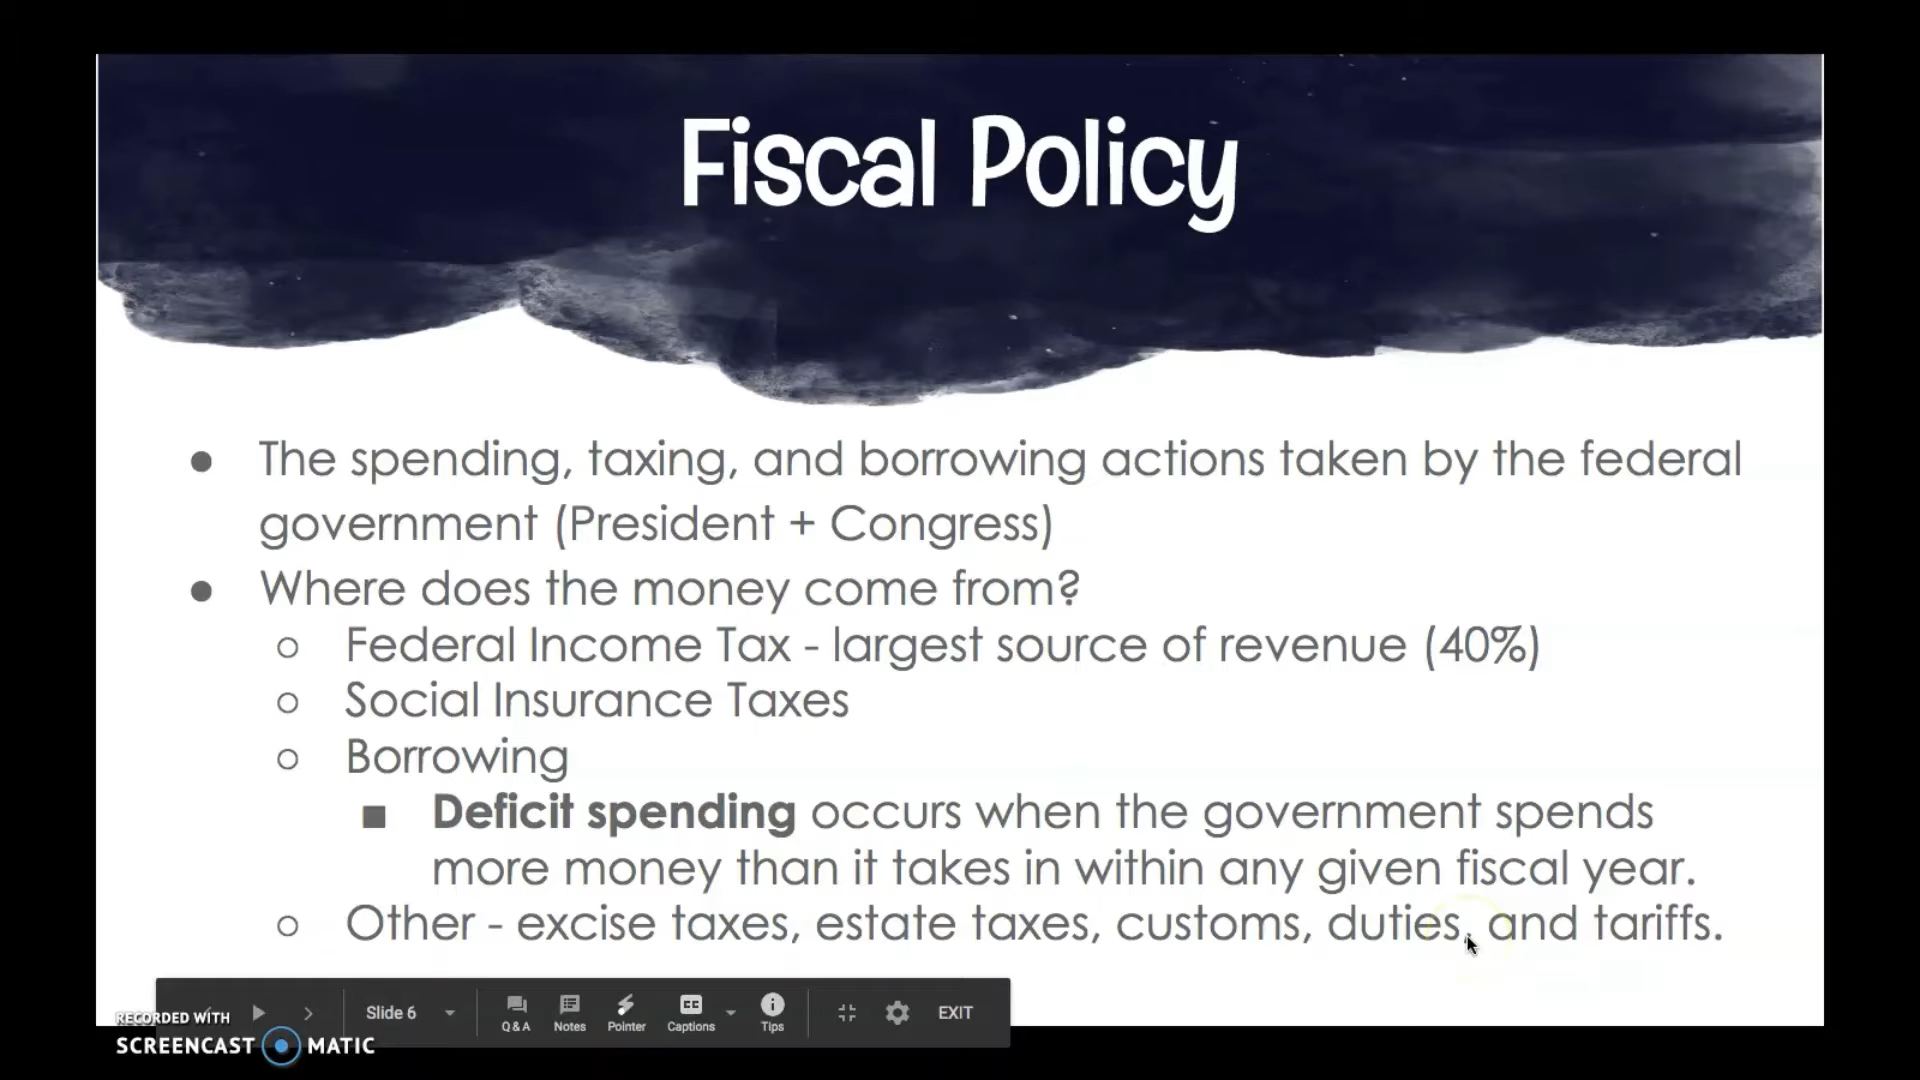 Fiscal Policy
● The spending, taxing, and borrowing actions taken by the federal
government (President + Congress)
● Where does the money come from?
○ Federal Income Tax - largest source of revenue (40%)
○ Social Insurance Taxes
○ Borrowing
■ Deficit spending occurs when the government spends
more money than it takes in within any given fiscal year.
○ Other - excise taxes, estate taxes, customs, duties, and tariffs.
Slide 6
Q&A
Notes
Pointer
Captions
Tips
EXIT
RECORDED WITH
SCREENCAST MATIC